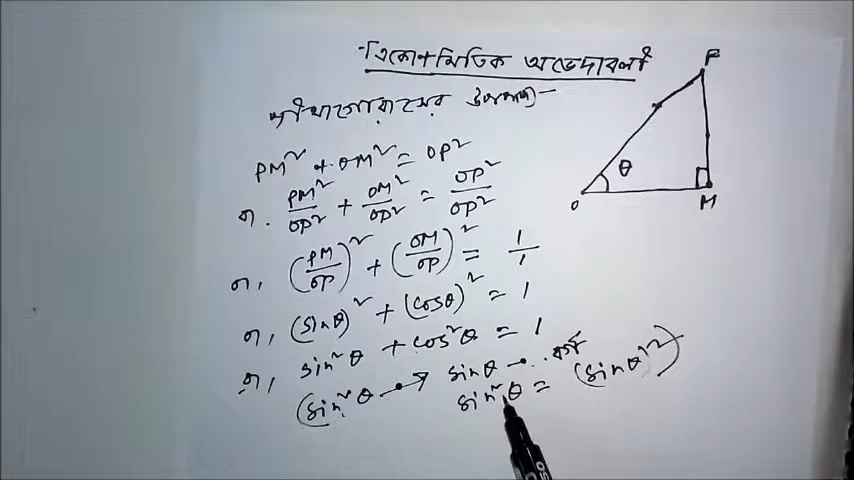 ত্রিকোণমিতিক অভেদাবলী
পীথাগোরাসের উপপাদ্য-
PM² + OM² = OP²
বা, PM²/OP² + OM²/OP² = OP²/OP²
বা, (PM/OP)² + (OM/OP)² = 1/1
বা, (sinθ)² + (cosθ)² = 1
বা, sin²θ + cos²θ = 1
(sin²θ → sinθ - বর্গ
sin²θ = (sinθ)²)
P
θ
O
M